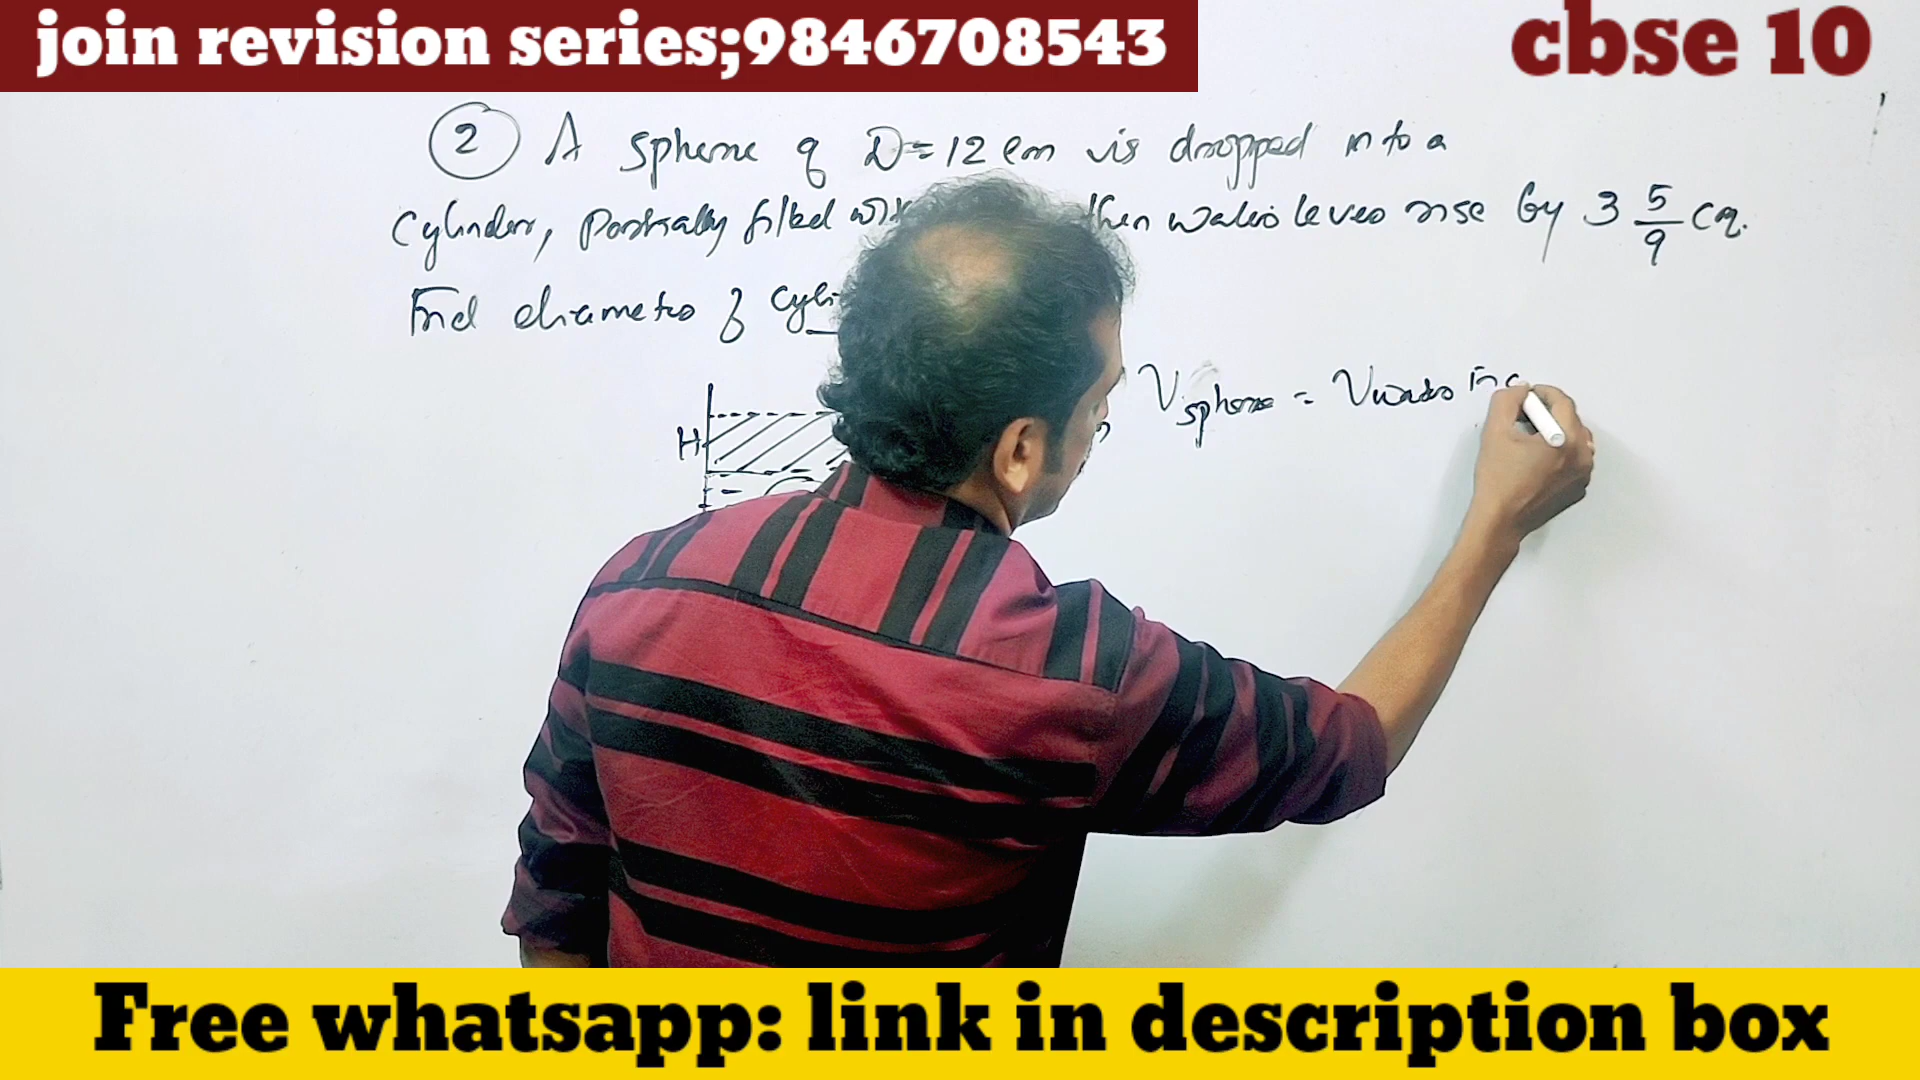 join revision series;9846708543
cbse 10
② A sphere of D=12 cm is dropped into a
Cylinder, partially filled with then water level rise by 3 5/9 cm.
Find diameter of cyli
H
V sphere = V water inc
Free whatsapp: link in description box